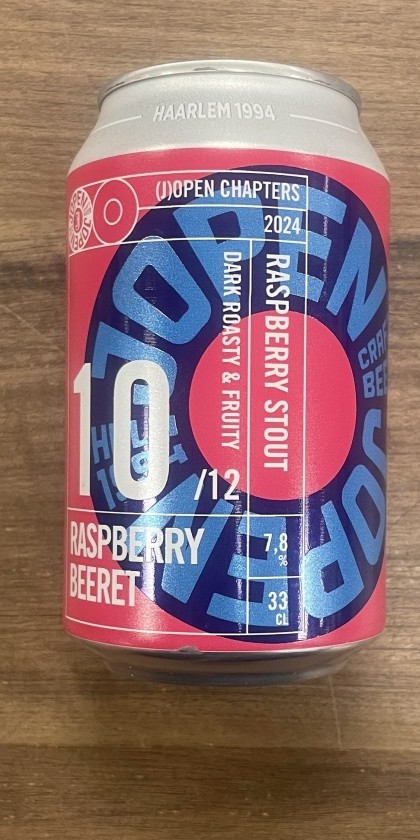 HAARLEM 1994
(J)OPEN CHAPTERS
2024
RASPBERRY STOUT
DARK ROASTY & FRUITY
JOPEN
CRAFT
BEER
JOPEN
10/12
RASPBERRY
BEERET
7,8
%
33
CL